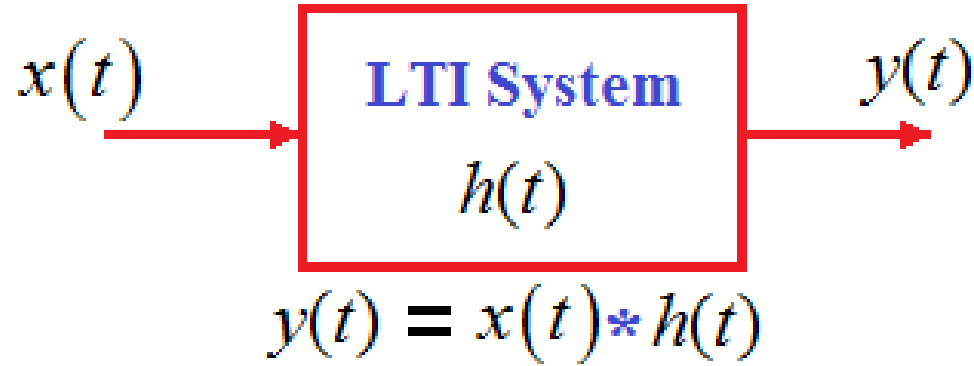 x(t)
LTI System
y(t)
h(t)
y(t) = x(t)*h(t)